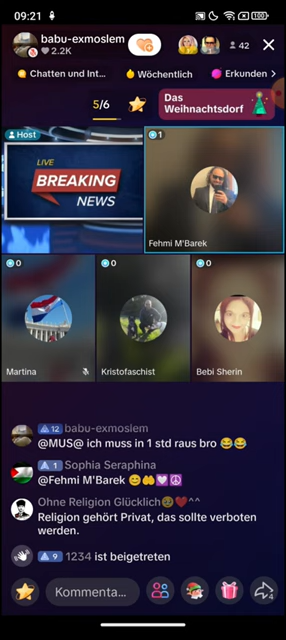 09:21
100
babu-exmoslem
2.2K
42
Chatten und Int...
Wöchentlich
Erkunden
5/6
Das
Weihnachtsdorf
Host
1
LIVE
BREAKING
NEWS
Fehmi M'Barek
0
0
0
Martina
Kristofaschist
Bebi Sherin
12 babu-exmoslem
@MUS@ ich muss in 1 std raus bro 😂😂
1 Sophia Seraphina
@Fehmi M'Barek 😊🤲💟☮️
Ohne Religion Glücklich🥹❤️^^
Religion gehört Privat, das sollte verboten
werden.
9 1234 ist beigetreten
Kommenta...
4